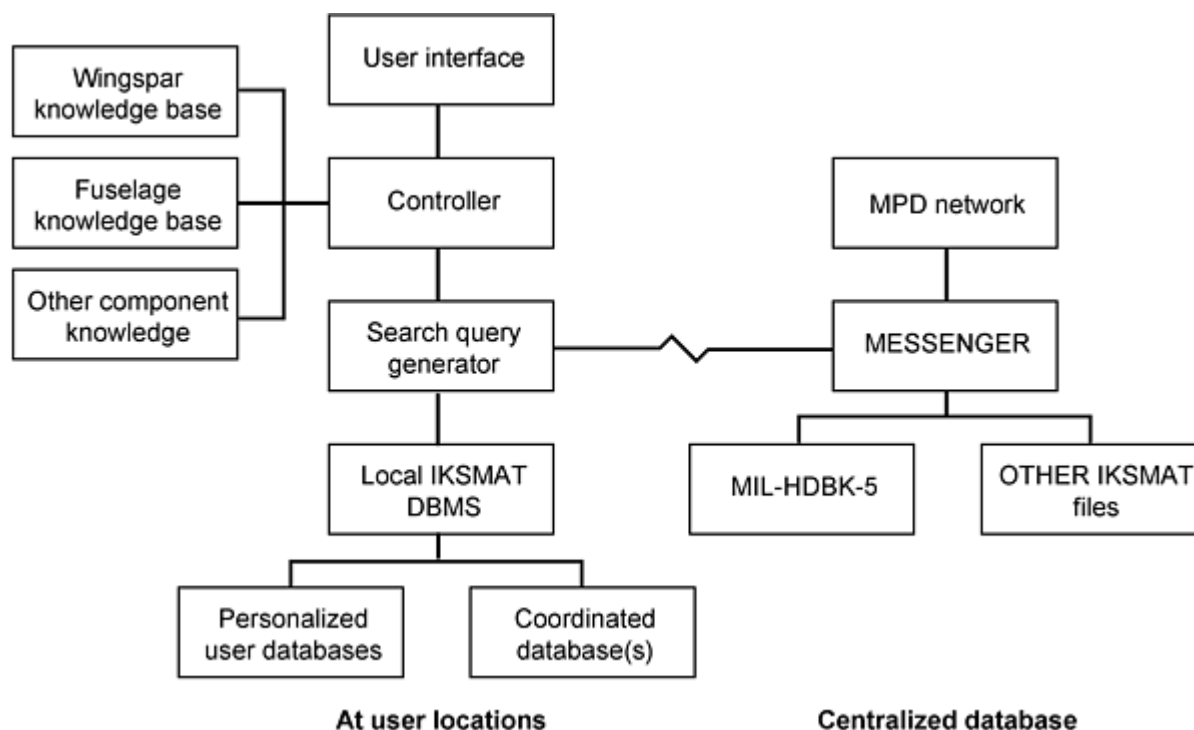 Wingspar
knowledge base
User interface
Fuselage
knowledge base
Controller
MPD network
Other component
knowledge
Search query
generator
MESSENGER
Local IKSMAT
DBMS
MIL-HDBK-5
OTHER IKSMAT
files
Personalized
user databases
Coordinated
database(s)
At user locations
Centralized database